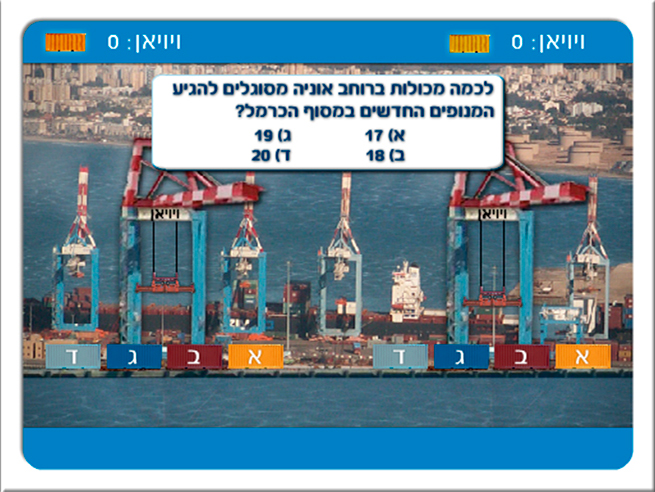 ויויאן: 0
ויויאן: 0
לכמה מכולות ברוחב אוניה מסוגלים להגיע
המנופים החדשים במסוף הכרמל?
א) 17 ג) 19
ב) 18 ד) 20
ויויאן
ויויאן
א ב ג ד
א ב ג ד